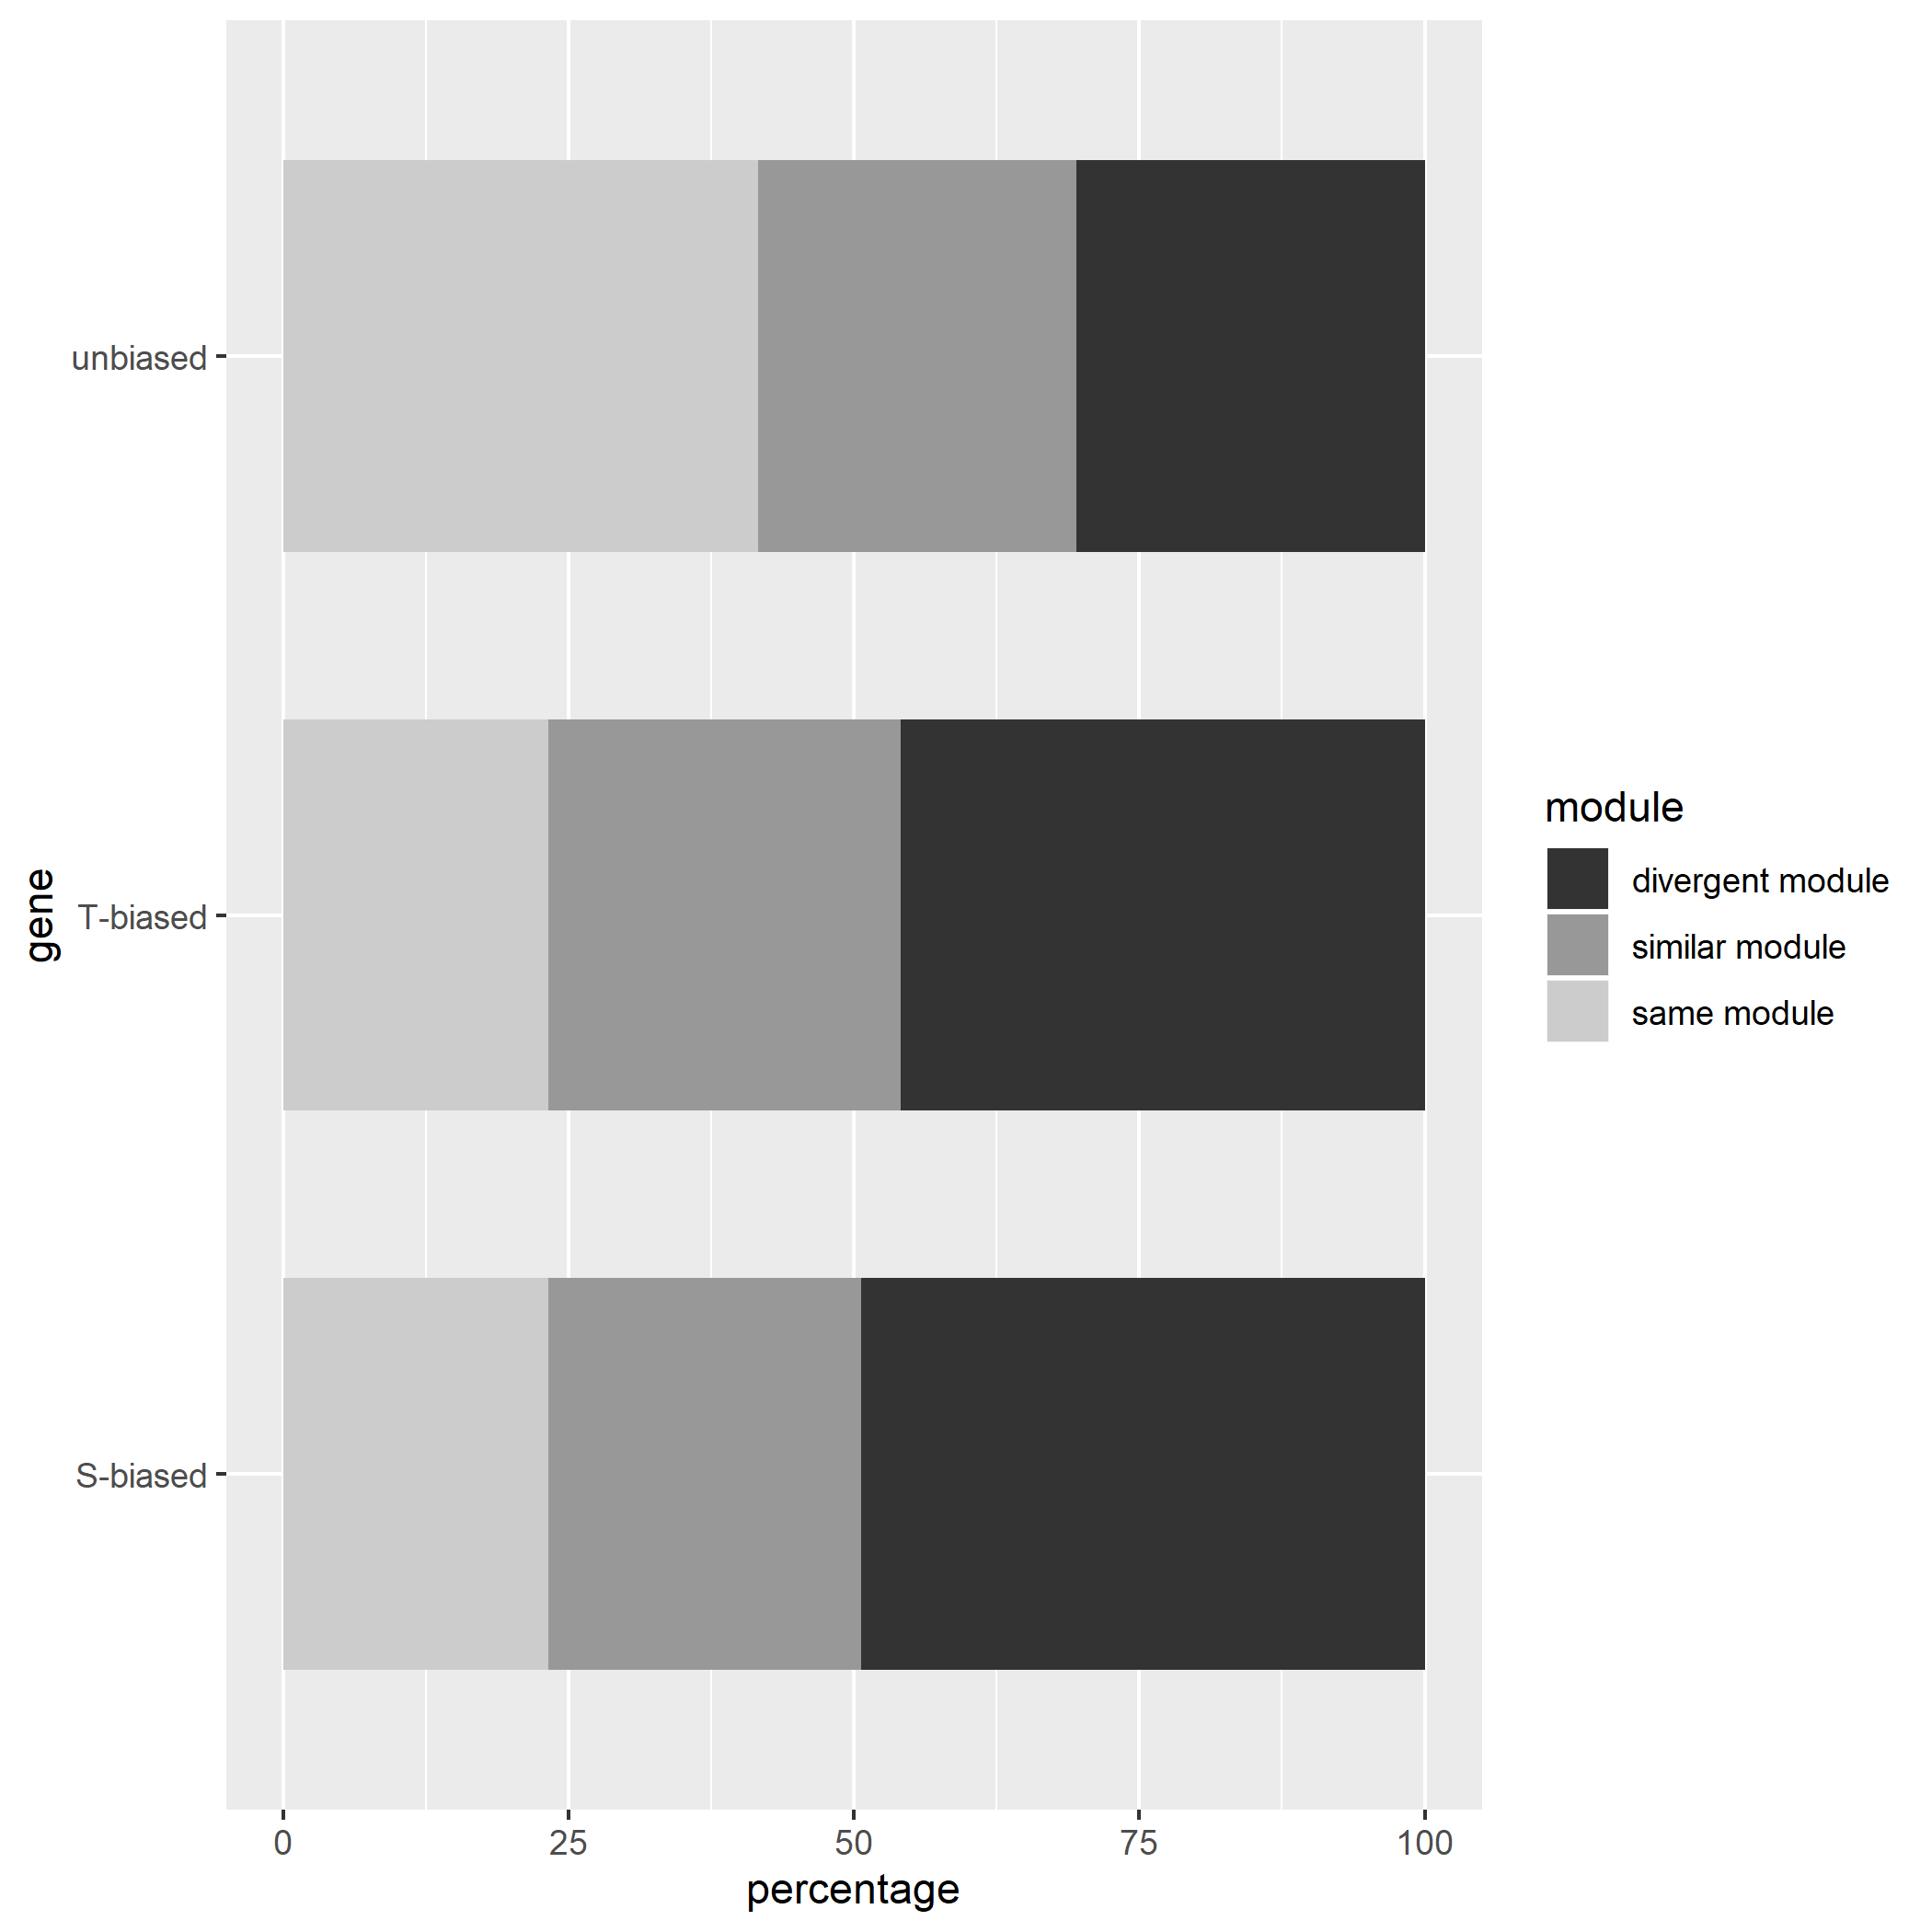 unbiased
T-biased
S-biased
gene
0 25 50 75 100
percentage
module
divergent module
similar module
same module